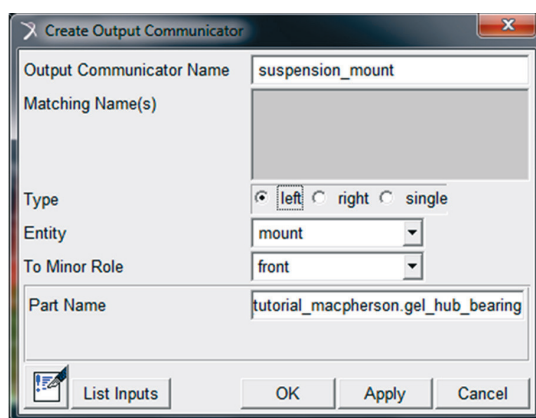 Create Output Communicator
Output Communicator Name suspension_mount
Matching Name(s)
Type left right single
Entity mount
To Minor Role front
Part Name tutorial_macpherson.gel_hub_bearing
List Inputs OK Apply Cancel